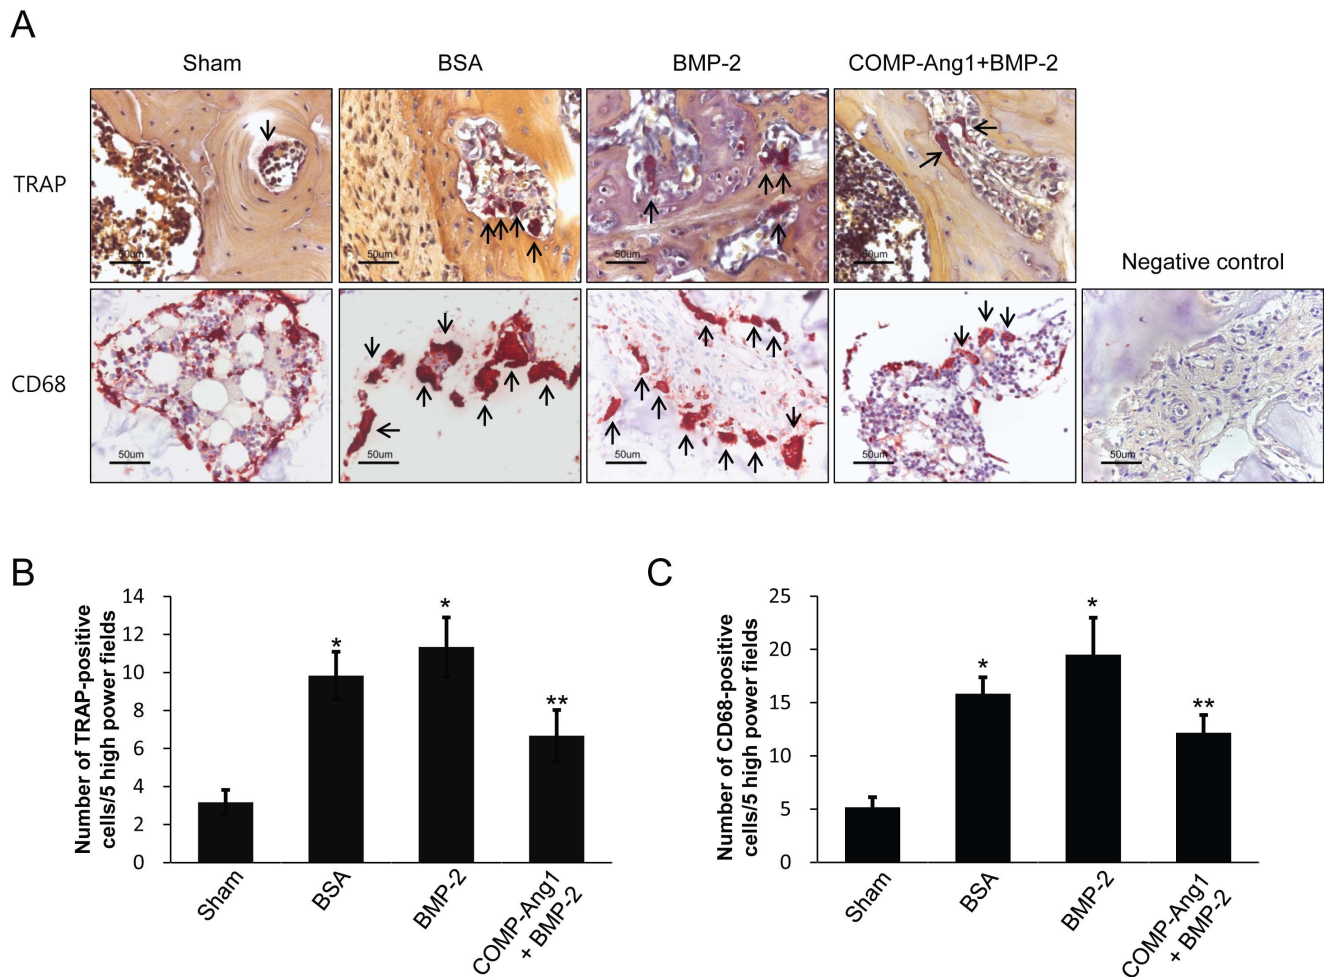 A
Sham
BSA
BMP-2
COMP-Ang1+BMP-2
TRAP
50um
50um
50um
50um
Negative control
CD68
50um
50um
50um
50um
50um
B
Number of TRAP-positive
cells/5 high power fields
14
12
10
8
6
4
2
0
*
*
**
Sham
BSA
BMP-2
COMP-Ang1
+ BMP-2
C
Number of CD68-positive
cells/5 high power fields
25
20
15
10
5
0
*
*
**
Sham
BSA
BMP-2
COMP-Ang1
+ BMP-2